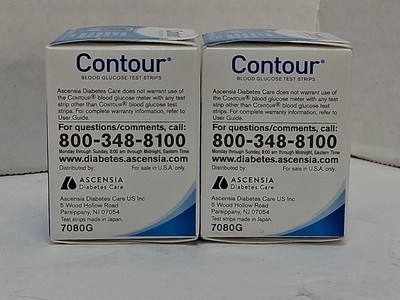 Contour®
BLOOD GLUCOSE TEST STRIPS
Ascensia Diabetes Care does not warrant use of
the CONTOUR® blood glucose meter with any test
strip other than CONTOUR® blood glucose test
strips. For complete warranty information, refer to
User Guide.
For questions/comments, call:
800-348-8100
Monday through Sunday, 8:00 am through Midnight, Eastern Time
www.diabetes.ascensia.com
Distributed by: For sale in U.S.A. only.
ASCENSIA
Diabetes Care
Ascensia Diabetes Care US Inc
5 Wood Hollow Road
Parsippany, NJ 07054
Test strips made in Japan.
7080G
Contour®
BLOOD GLUCOSE TEST STRIPS
Ascensia Diabetes Care does not warrant use of
the CONTOUR® blood glucose meter with any test
strip other than CONTOUR® blood glucose test
strips. For complete warranty information, refer to
User Guide.
For questions/comments, call:
800-348-8100
Monday through Sunday, 8:00 am through Midnight, Eastern Time
www.diabetes.ascensia.com
Distributed by: For sale in U.S.A. only.
ASCENSIA
Diabetes Care
Ascensia Diabetes Care US Inc
5 Wood Hollow Road
Parsippany, NJ 07054
Test strips made in Japan.
7080G